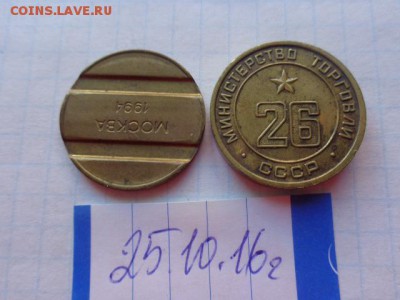 COINS.LAVE.RU
МОСКВА
1994
МИНИСТЕРСТВО ТОРГОВЛИ
26
СССР
25.10.16г